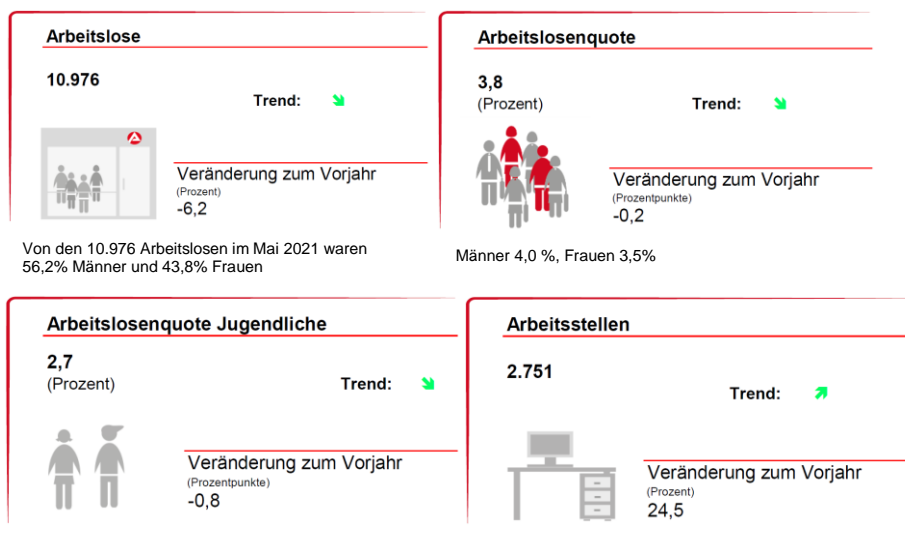 Arbeitslose
10.976
Trend:
Veränderung zum Vorjahr
(Prozent)
-6,2
Von den 10.976 Arbeitslosen im Mai 2021 waren
56,2% Männer und 43,8% Frauen
Arbeitslosenquote
3,8
(Prozent)
Trend:
Veränderung zum Vorjahr
(Prozentpunkte)
-0,2
Männer 4,0 %, Frauen 3,5%
Arbeitslosenquote Jugendliche
2,7
(Prozent)
Trend:
Veränderung zum Vorjahr
(Prozentpunkte)
-0,8
Arbeitsstellen
2.751
Trend:
Veränderung zum Vorjahr
(Prozent)
24,5